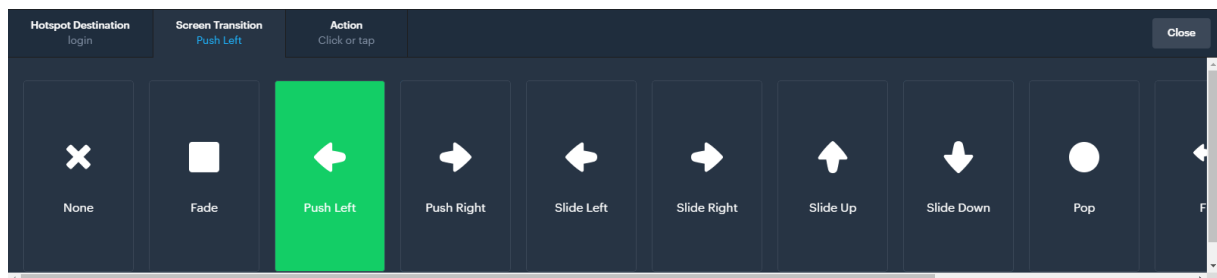 Hotspot Destination
login
Screen Transition
Push Left
Action
Click or tap
Close
None
Fade
Push Left
Push Right
Slide Left
Slide Right
Slide Up
Slide Down
Pop
F